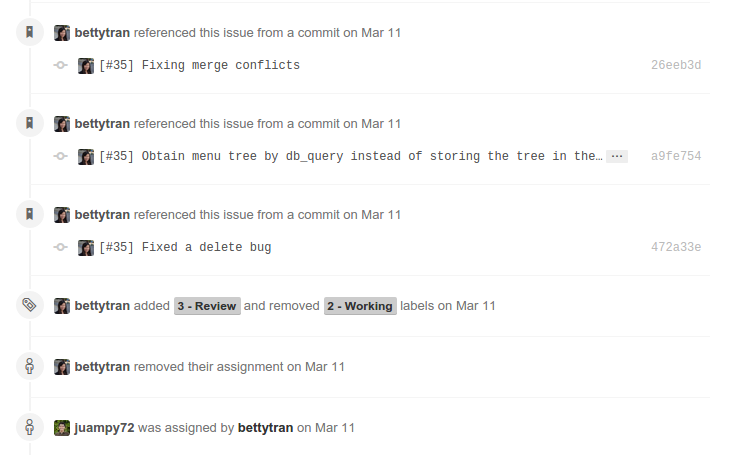 bettytran referenced this issue from a commit on Mar 11
[#35] Fixing merge conflicts 26eeb3d
bettytran referenced this issue from a commit on Mar 11
[#35] Obtain menu tree by db_query instead of storing the tree in the… ... a9fe754
bettytran referenced this issue from a commit on Mar 11
[#35] Fixed a delete bug 472a33e
bettytran added 3 - Review and removed 2 - Working labels on Mar 11
bettytran removed their assignment on Mar 11
juampy72 was assigned by bettytran on Mar 11